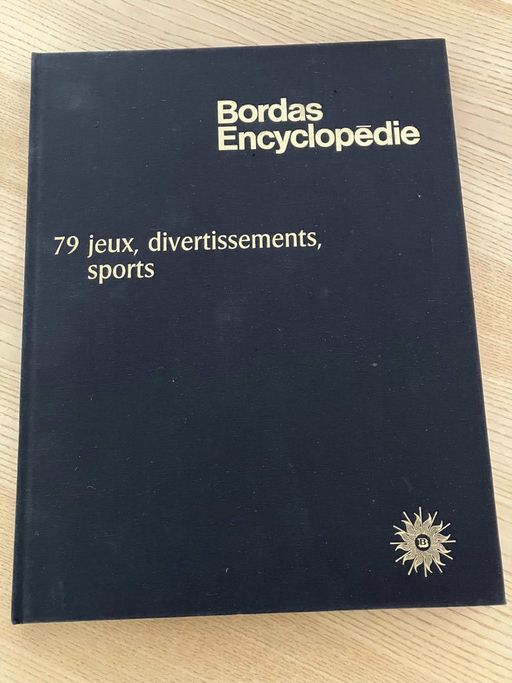 Bordas
Encyclopēdie
79 jeux, divertissements,
sports
B